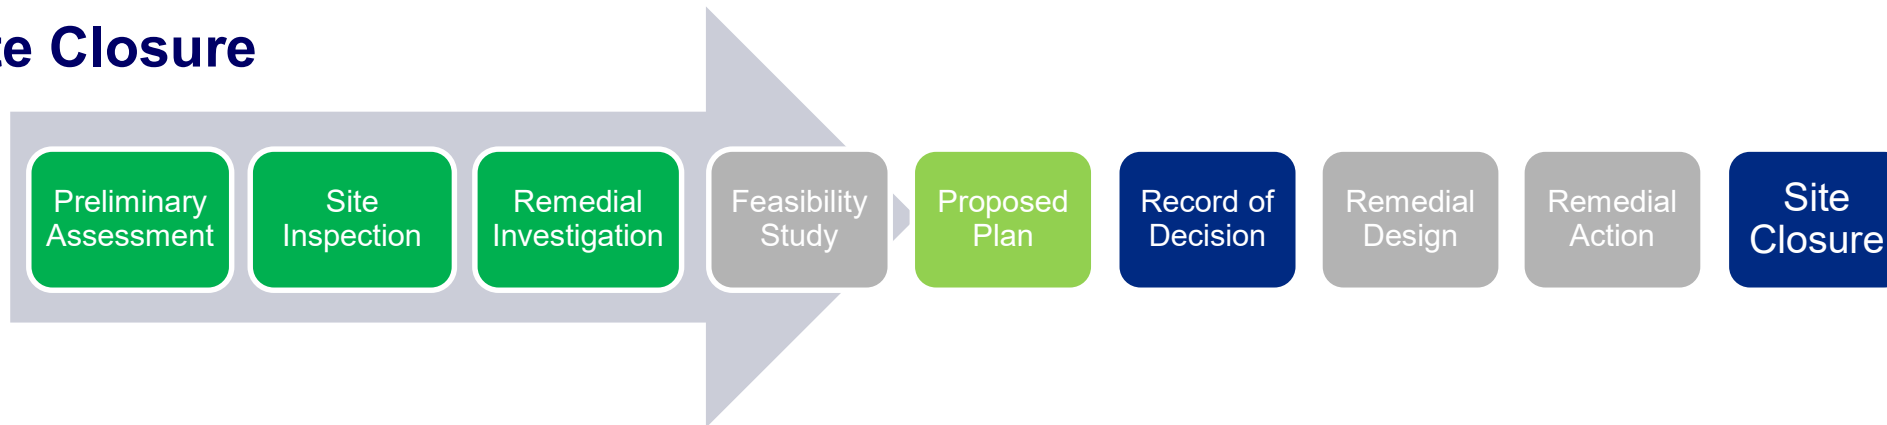 te Closure
Preliminary
Assessment
Site
Inspection
Remedial
Investigation
Feasibility
Study
Proposed
Plan
Record of
Decision
Remedial
Design
Remedial
Action
Site
Closure